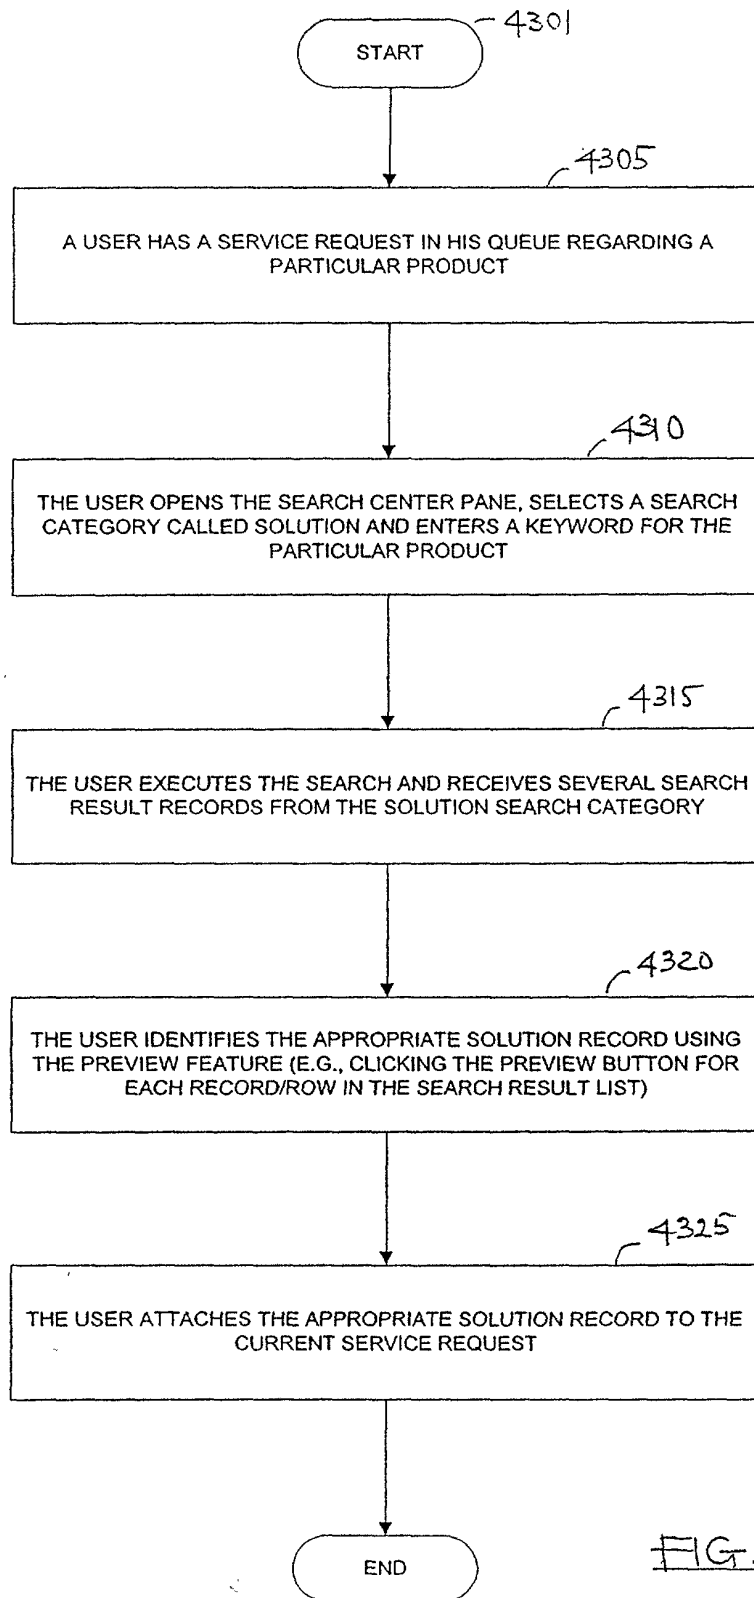 4301
START
4305
A USER HAS A SERVICE REQUEST IN HIS QUEUE REGARDING A
PARTICULAR PRODUCT
4310
THE USER OPENS THE SEARCH CENTER PANE, SELECTS A SEARCH
CATEGORY CALLED SOLUTION AND ENTERS A KEYWORD FOR THE
PARTICULAR PRODUCT
4315
THE USER EXECUTES THE SEARCH AND RECEIVES SEVERAL SEARCH
RESULT RECORDS FROM THE SOLUTION SEARCH CATEGORY
4320
THE USER IDENTIFIES THE APPROPRIATE SOLUTION RECORD USING
THE PREVIEW FEATURE (E.G., CLICKING THE PREVIEW BUTTON FOR
EACH RECORD/ROW IN THE SEARCH RESULT LIST)
4325
THE USER ATTACHES THE APPROPRIATE SOLUTION RECORD TO THE
CURRENT SERVICE REQUEST
END
FIG.